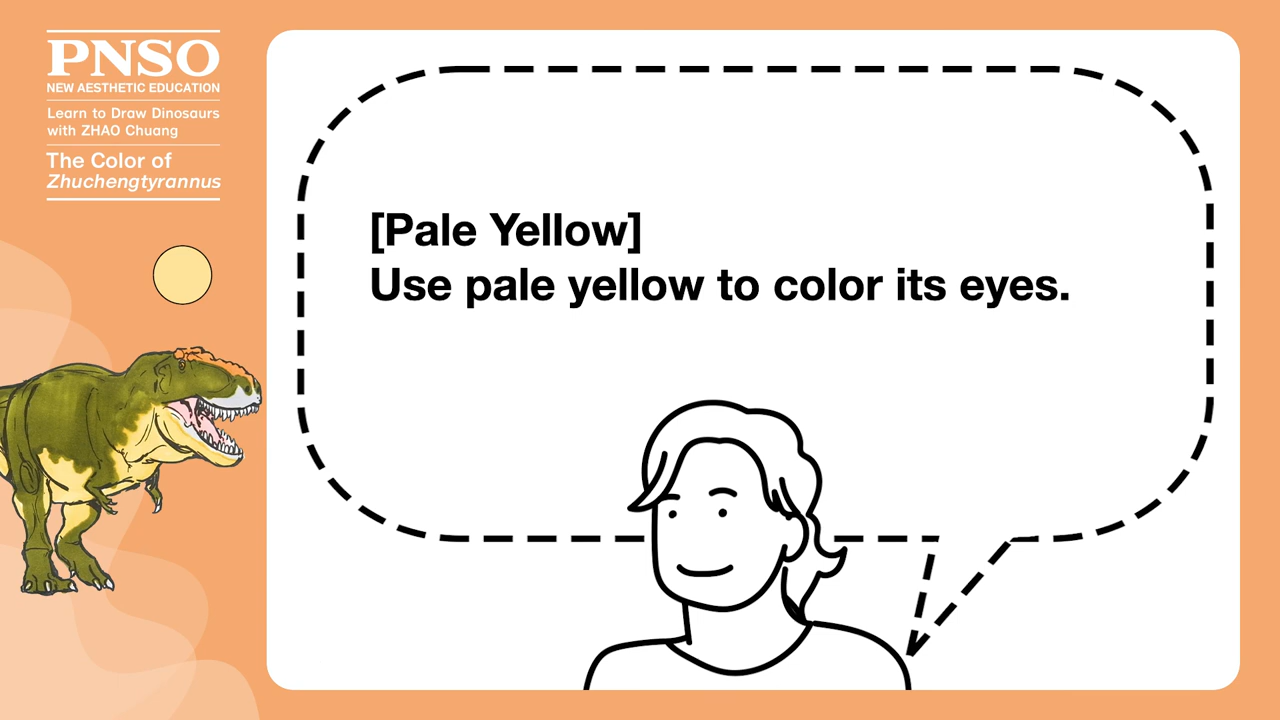 PNSO
NEW AESTHETIC EDUCATION
Learn to Draw Dinosaurs
with ZHAO Chuang
The Color of
Zhuchengtyrannus
[Pale Yellow]
Use pale yellow to color its eyes.